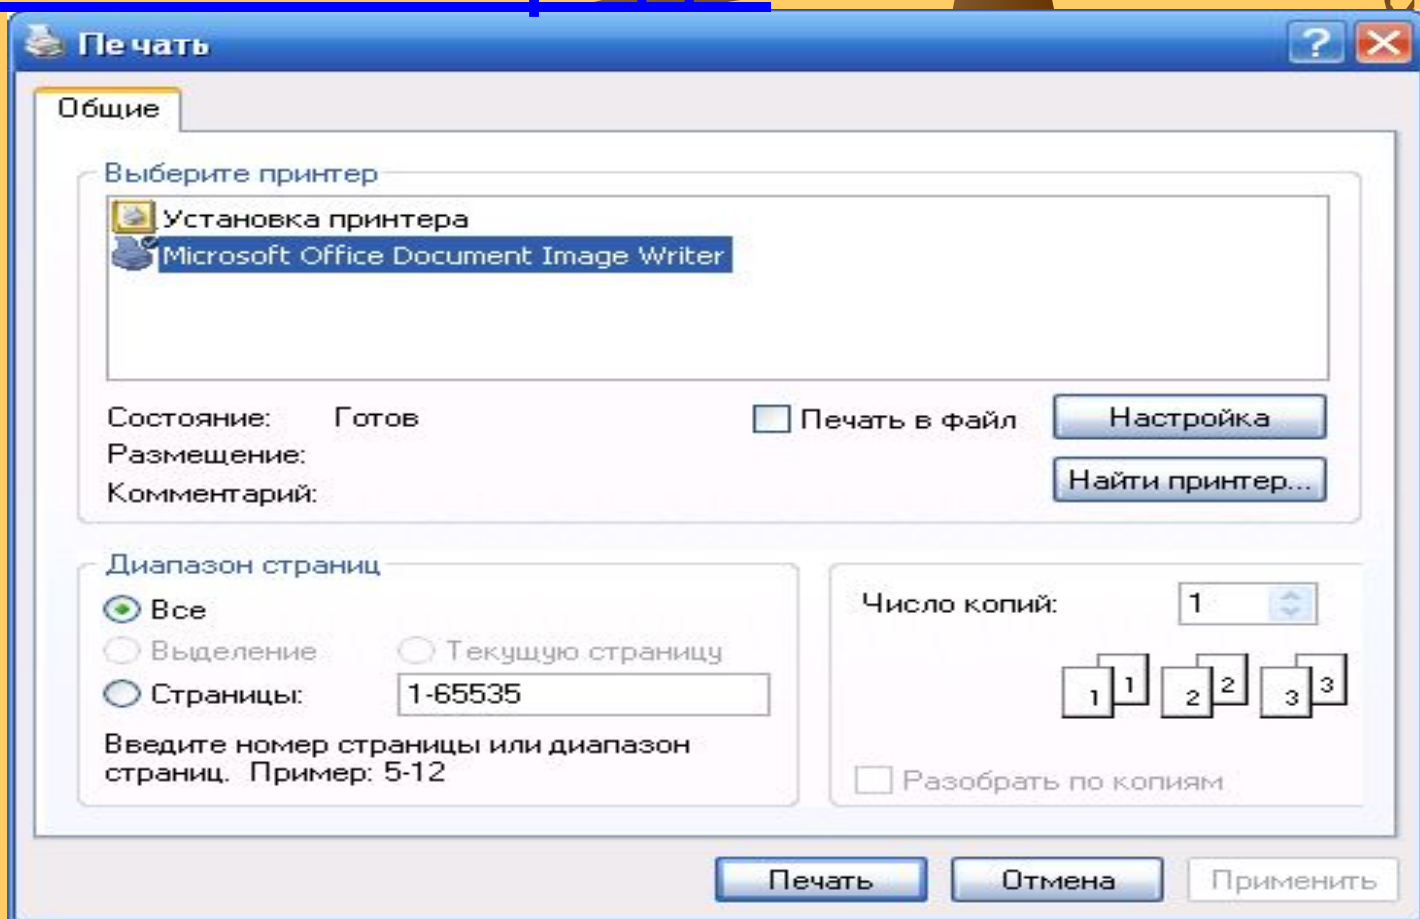 Печать
Общие
Выберите принтер
Установка принтера
Microsoft Office Document Image Writer
Состояние: Готов
Печать в файл
Настройка
Размещение:
Комментарий:
Найти принтер...
Диапазон страниц
Все
Выделение
Текущую страницу
Страницы:
1-65535
Введите номер страницы или диапазон
страниц. Пример: 5-12
Число копий:
1
1 1 2 2 3 3
Разобрать по копиям
Печать
Отмена
Применить